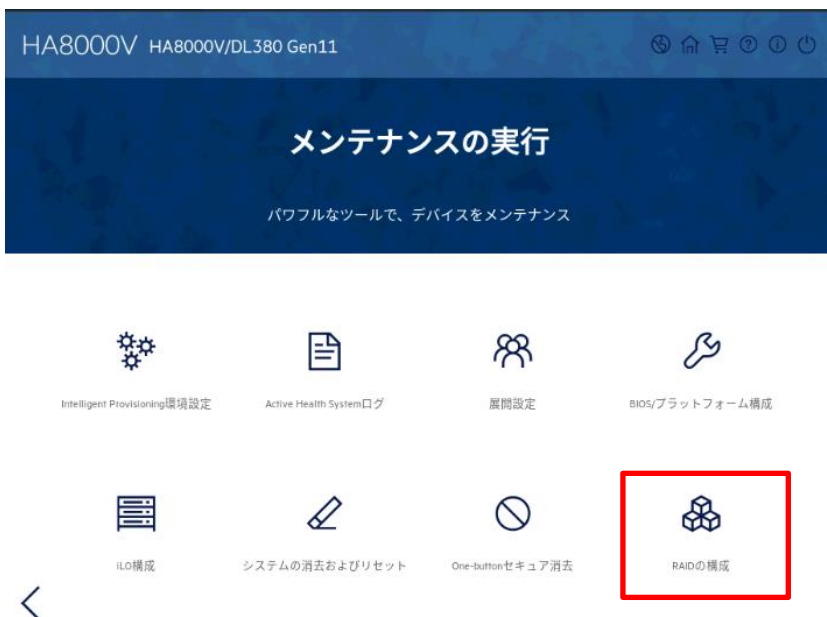 HA8000V HA8000V/DL380 Gen11
メンテナンスの実行
パワフルなツールで、デバイスをメンテナンス
Intelligent Provisioning環境設定
Active Health Systemログ
展開設定
BIOS/プラットフォーム構成
iLO構成
システムの消去およびリセット
One-buttonセキュア消去
RAIDの構成